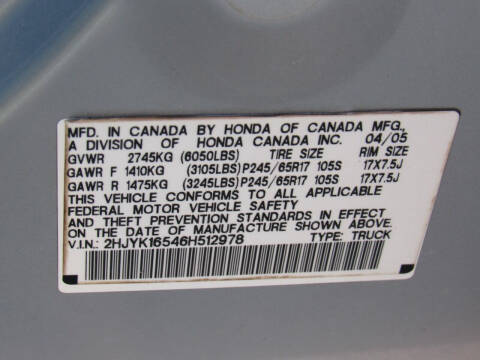 MFD. IN CANADA BY HONDA OF CANADA MFG.,
A DIVISION OF HONDA CANADA INC. 04/05
GVWR 2745KG (6050LBS) TIRE SIZE RIM SIZE
GAWR F 1410KG (3105LBS)P245/65R17 105S 17X7.5J
GAWR R 1475KG (3245LBS)P245/65R17 105S 17X7.5J
THIS VEHICLE CONFORMS TO ALL APPLICABLE
FEDERAL MOTOR VEHICLE SAFETY
AND THEFT PREVENTION STANDARDS IN EFFECT
ON THE DATE OF MANUFACTURE SHOWN ABOVE.
V.I.N.: 2HJYK16546H512978 TYPE: TRUCK